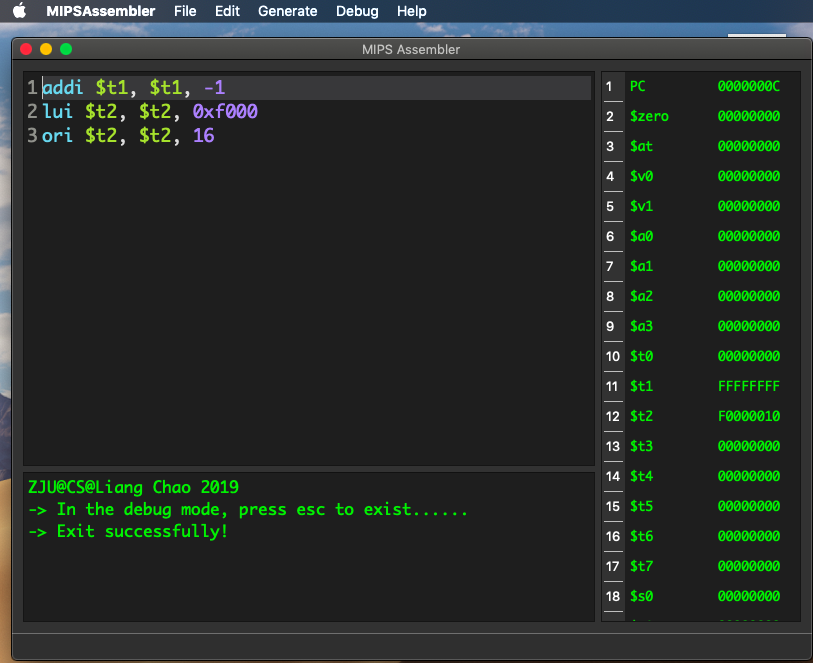 MIPSAssembler File Edit Generate Debug Help
MIPS Assembler
1 addi $t1, $t1, -1
2 lui $t2, $t2, 0xf000
3 ori $t2, $t2, 16
ZJU@CS@Liang Chao 2019
-> In the debug mode, press esc to exist......
-> Exit successfully!
1 PC 0000000C
2 $zero 00000000
3 $at 00000000
4 $v0 00000000
5 $v1 00000000
6 $a0 00000000
7 $a1 00000000
8 $a2 00000000
9 $a3 00000000
10 $t0 00000000
11 $t1 FFFFFFFF
12 $t2 F0000010
13 $t3 00000000
14 $t4 00000000
15 $t5 00000000
16 $t6 00000000
17 $t7 00000000
18 $s0 00000000